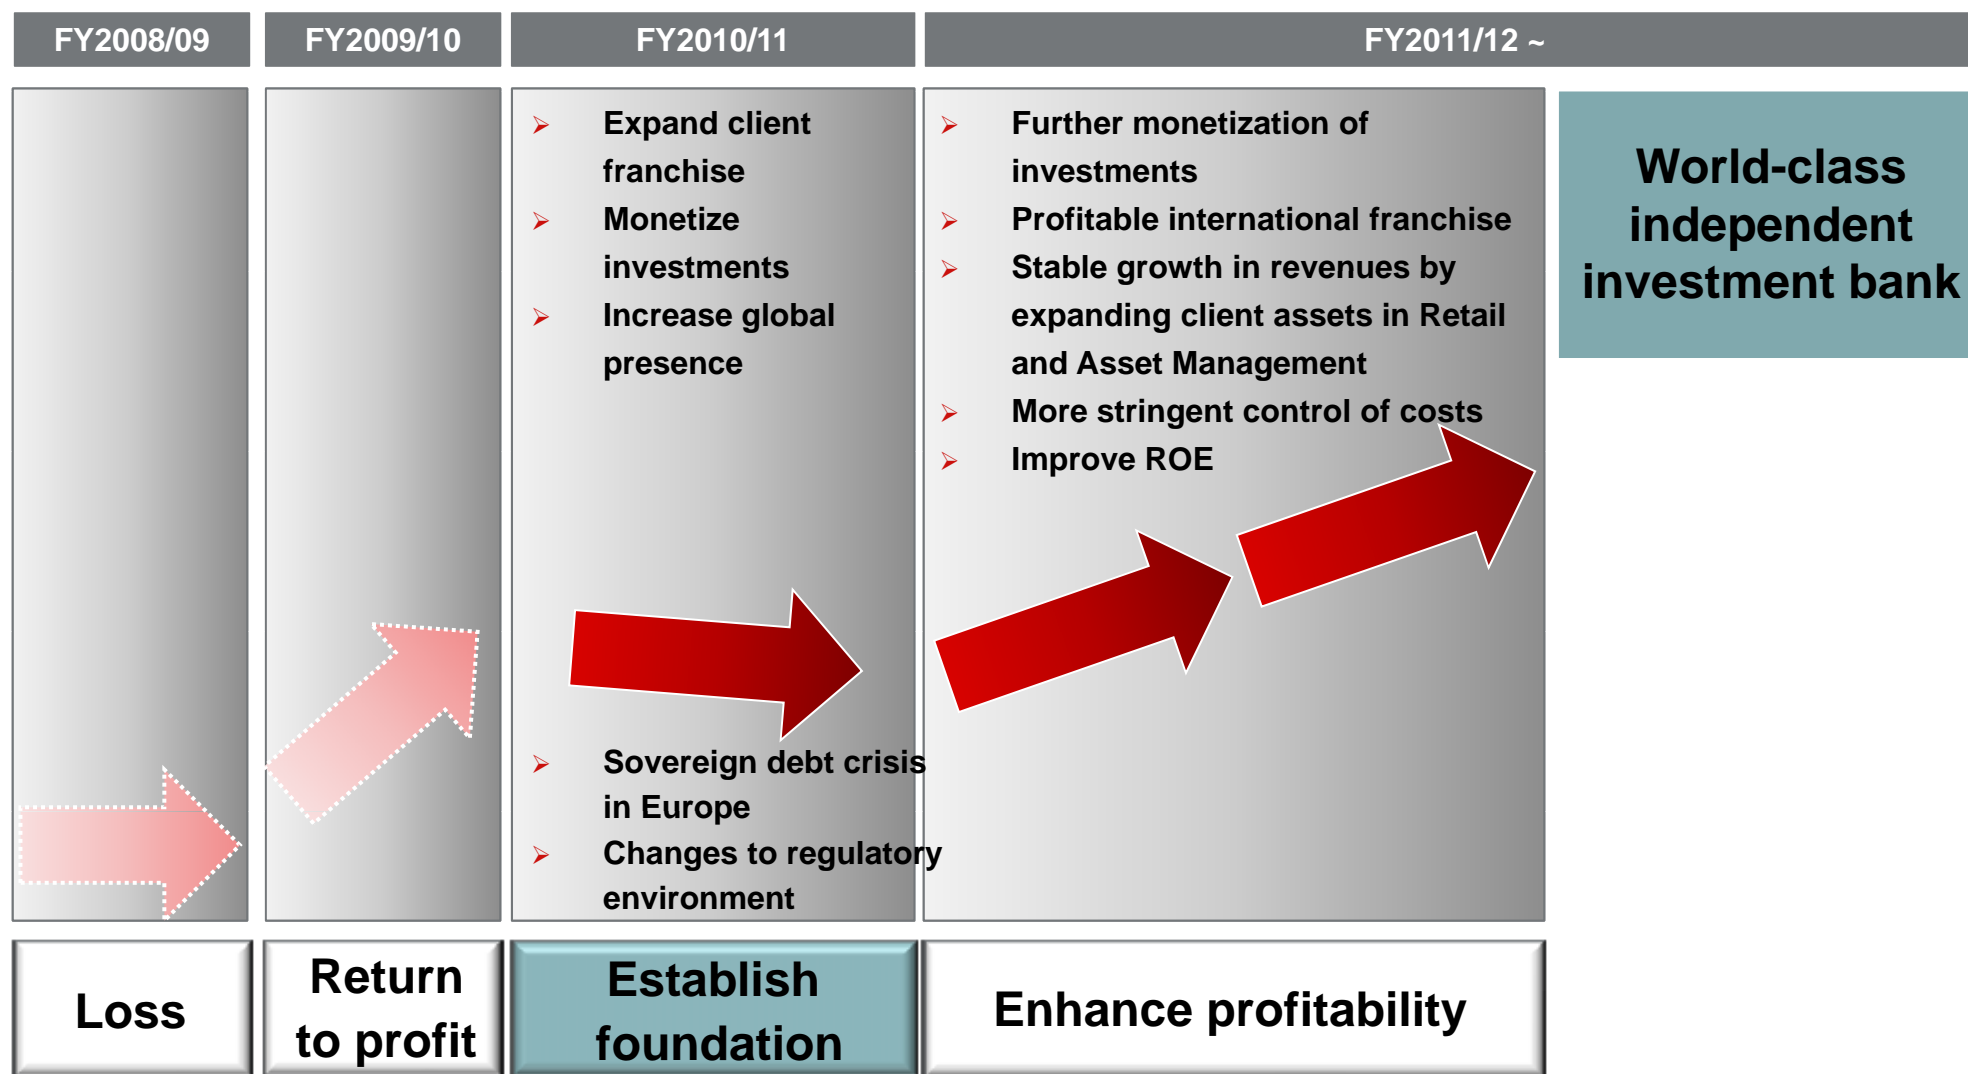 FY2008/09
FY2009/10
FY2010/11
FY2011/12 ~
Expand client
franchise
Monetize
investments
Increase global
presence
Sovereign debt crisis
in Europe
Changes to regulatory
environment
Further monetization of
investments
Profitable international franchise
Stable growth in revenues by
expanding client assets in Retail
and Asset Management
More stringent control of costs
Improve ROE
World-class
independent
investment bank
Loss
Return
to profit
Establish
foundation
Enhance profitability